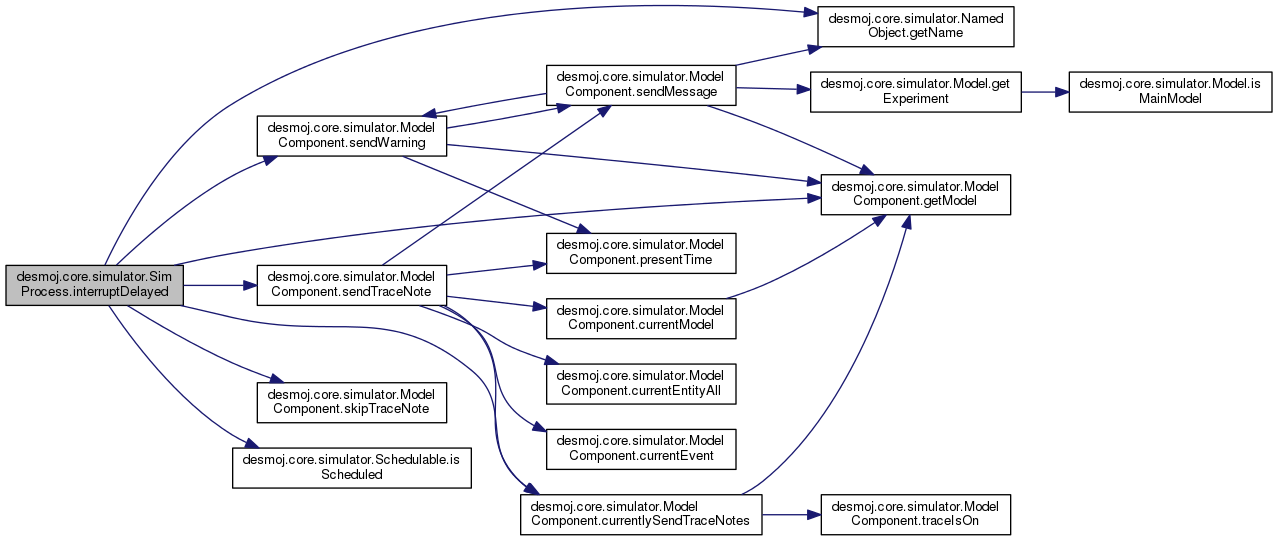 desmoj.core.simulator.Sim
Process.interruptDelayed
desmoj.core.simulator.Named
Object.getName
desmoj.core.simulator.Model
Component.sendMessage
desmoj.core.simulator.Model.get
Experiment
desmoj.core.simulator.Model.is
MainModel
desmoj.core.simulator.Model
Component.sendWarning
desmoj.core.simulator.Model
Component.getModel
desmoj.core.simulator.Model
Component.presentTime
desmoj.core.simulator.Model
Component.sendTraceNote
desmoj.core.simulator.Model
Component.currentModel
desmoj.core.simulator.Model
Component.currentEntityAll
desmoj.core.simulator.Model
Component.skipTraceNote
desmoj.core.simulator.Model
Component.currentEvent
desmoj.core.simulator.Schedulable.is
Scheduled
desmoj.core.simulator.Model
Component.currentlySendTraceNotes
desmoj.core.simulator.Model
Component.traceIsOn